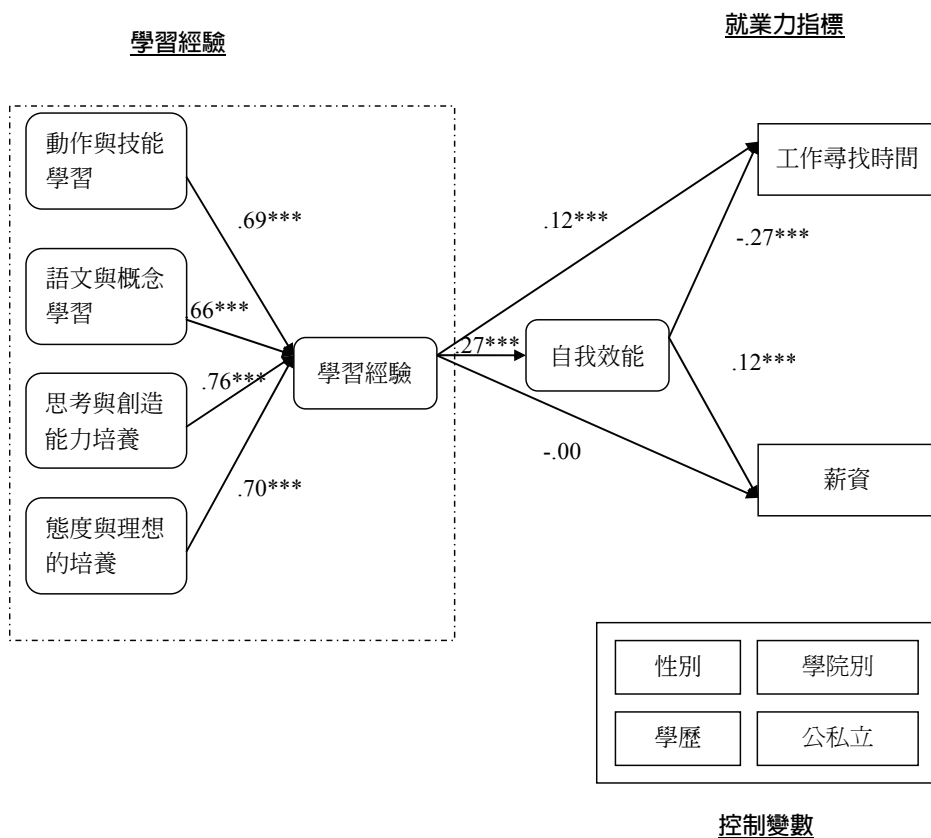 學習經驗
就業力指標
動作與技能
學習
語文與概念
學習
思考與創造
能力培養
態度與理想
的培養
.69***
.66***
.76***
.70***
學習經驗
.27***
自我效能
.12***
-.00
-.27***
.12***
工作尋找時間
薪資
性別
學院別
學歷
公私立
控制變數